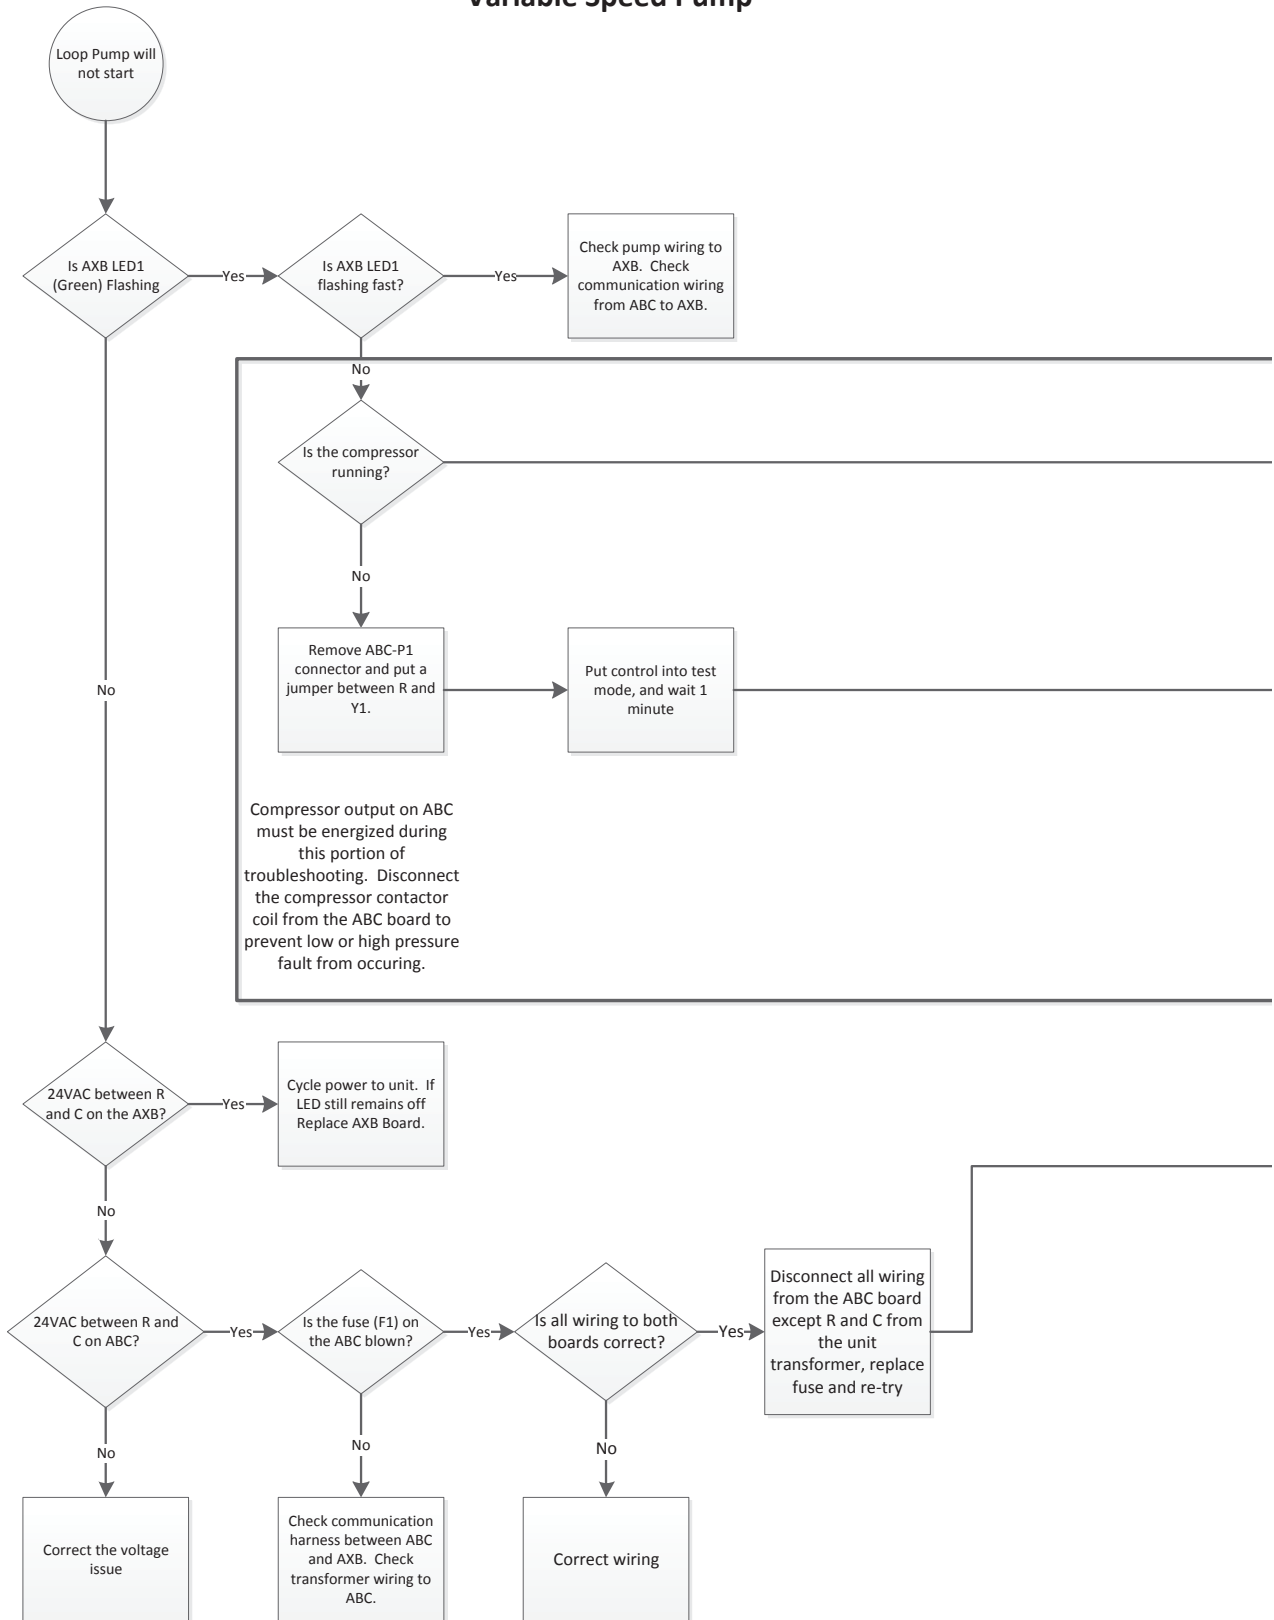 Variable Speed Pump
Loop Pump will
not start
Is AXB LED1
(Green) Flashing
Yes
Is AXB LED1
flashing fast?
Yes
Check pump wiring to
AXB. Check
communication wiring
from ABC to AXB.
No
Is the compressor
running?
No
Remove ABC-P1
connector and put a
jumper between R and
Y1.
Put control into test
mode, and wait 1
minute
No
Compressor output on ABC
must be energized during
this portion of
troubleshooting. Disconnect
the compressor contactor
coil from the ABC board to
prevent low or high pressure
fault from occuring.
24VAC between R
and C on the AXB?
Yes
Cycle power to unit. If
LED still remains off
Replace AXB Board.
No
24VAC between R and
C on ABC?
Yes
Is the fuse (F1) on
the ABC blown?
Yes
Is all wiring to both
boards correct?
Yes
Disconnect all wiring
from the ABC board
except R and C from
the unit
transformer, replace
fuse and re-try
No
No
No
Correct the voltage
issue
Check communication
harness between ABC
and AXB. Check
transformer wiring to
ABC.
Correct wiring